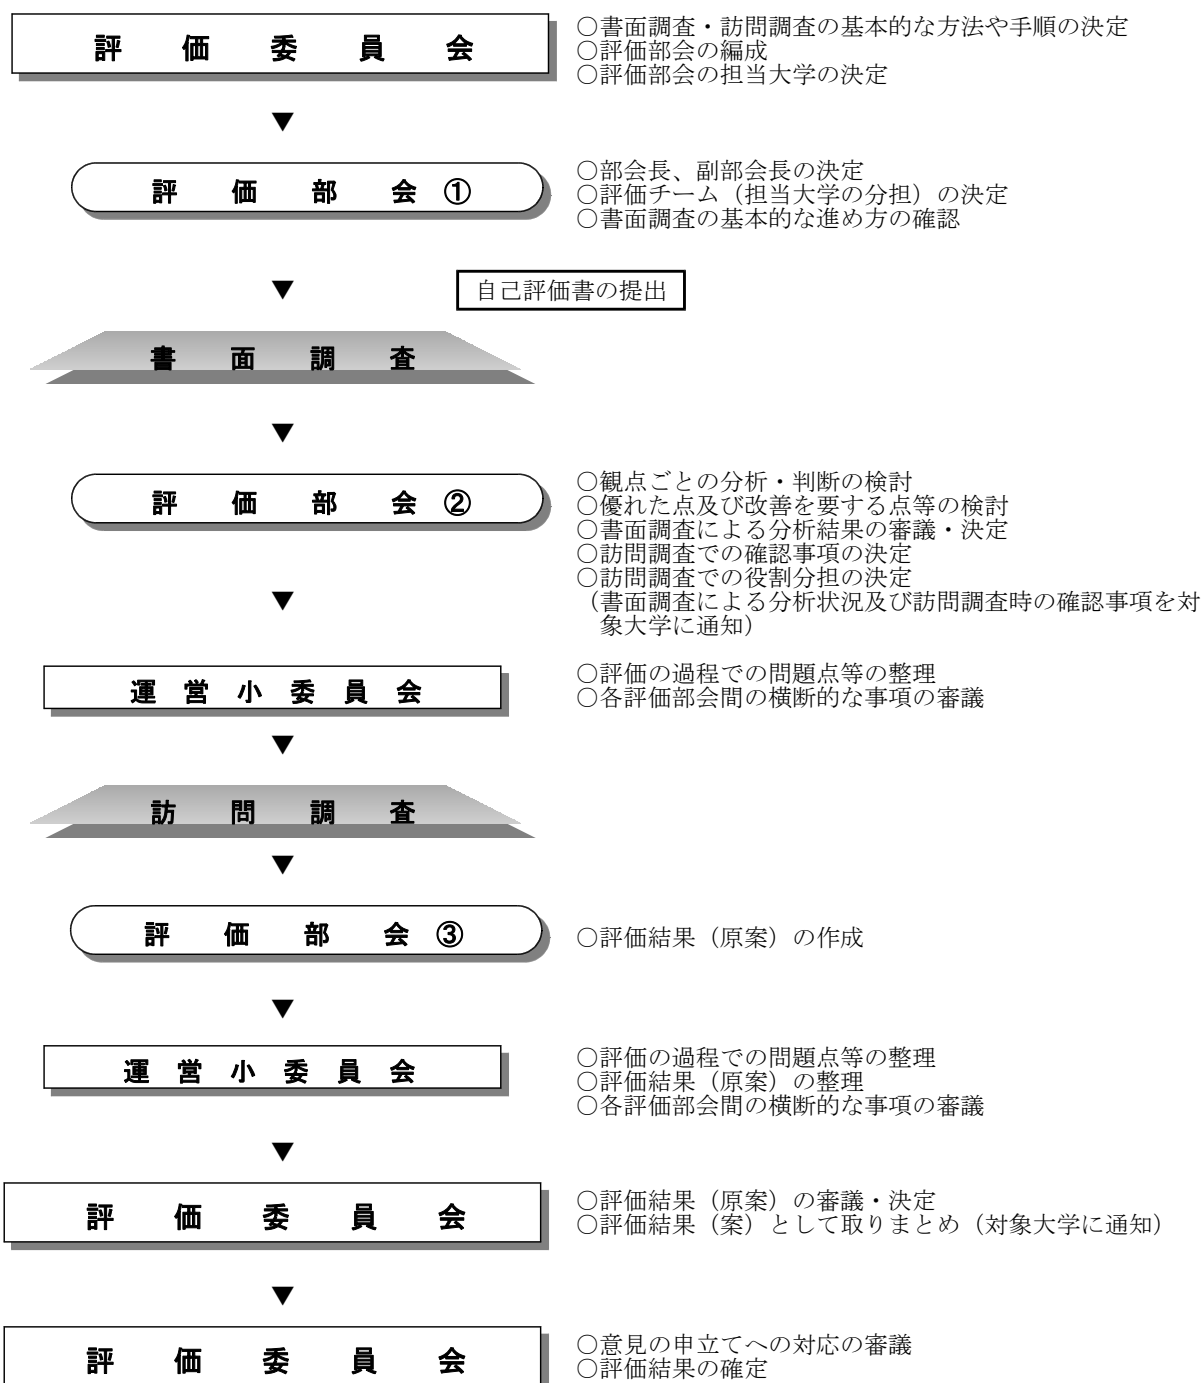 評価委員会
○書面調査・訪問調査の基本的な方法や手順の決定
○評価部会の編成
○評価部会の担当大学の決定
▼
評価部会①
○部会長、副部会長の決定
○評価チーム（担当大学の分担）の決定
○書面調査の基本的な進め方の確認
▼
自己評価書の提出
書面調査
▼
評価部会②
○観点ごとの分析・判断の検討
○優れた点及び改善を要する点等の検討
○書面調査による分析結果の審議・決定
○訪問調査での確認事項の決定
○訪問調査での役割分担の決定
（書面調査による分析状況及び訪問調査時の確認事項を対
象大学に通知）
▼
運営小委員会
○評価の過程での問題点等の整理
○各評価部会間の横断的な事項の審議
▼
訪問調査
▼
評価部会③
○評価結果（原案）の作成
▼
運営小委員会
○評価の過程での問題点等の整理
○評価結果（原案）の整理
○各評価部会間の横断的な事項の審議
▼
評価委員会
○評価結果（原案）の審議・決定
○評価結果（案）として取りまとめ（対象大学に通知）
▼
評価委員会
○意見の申立てへの対応の審議
○評価結果の確定